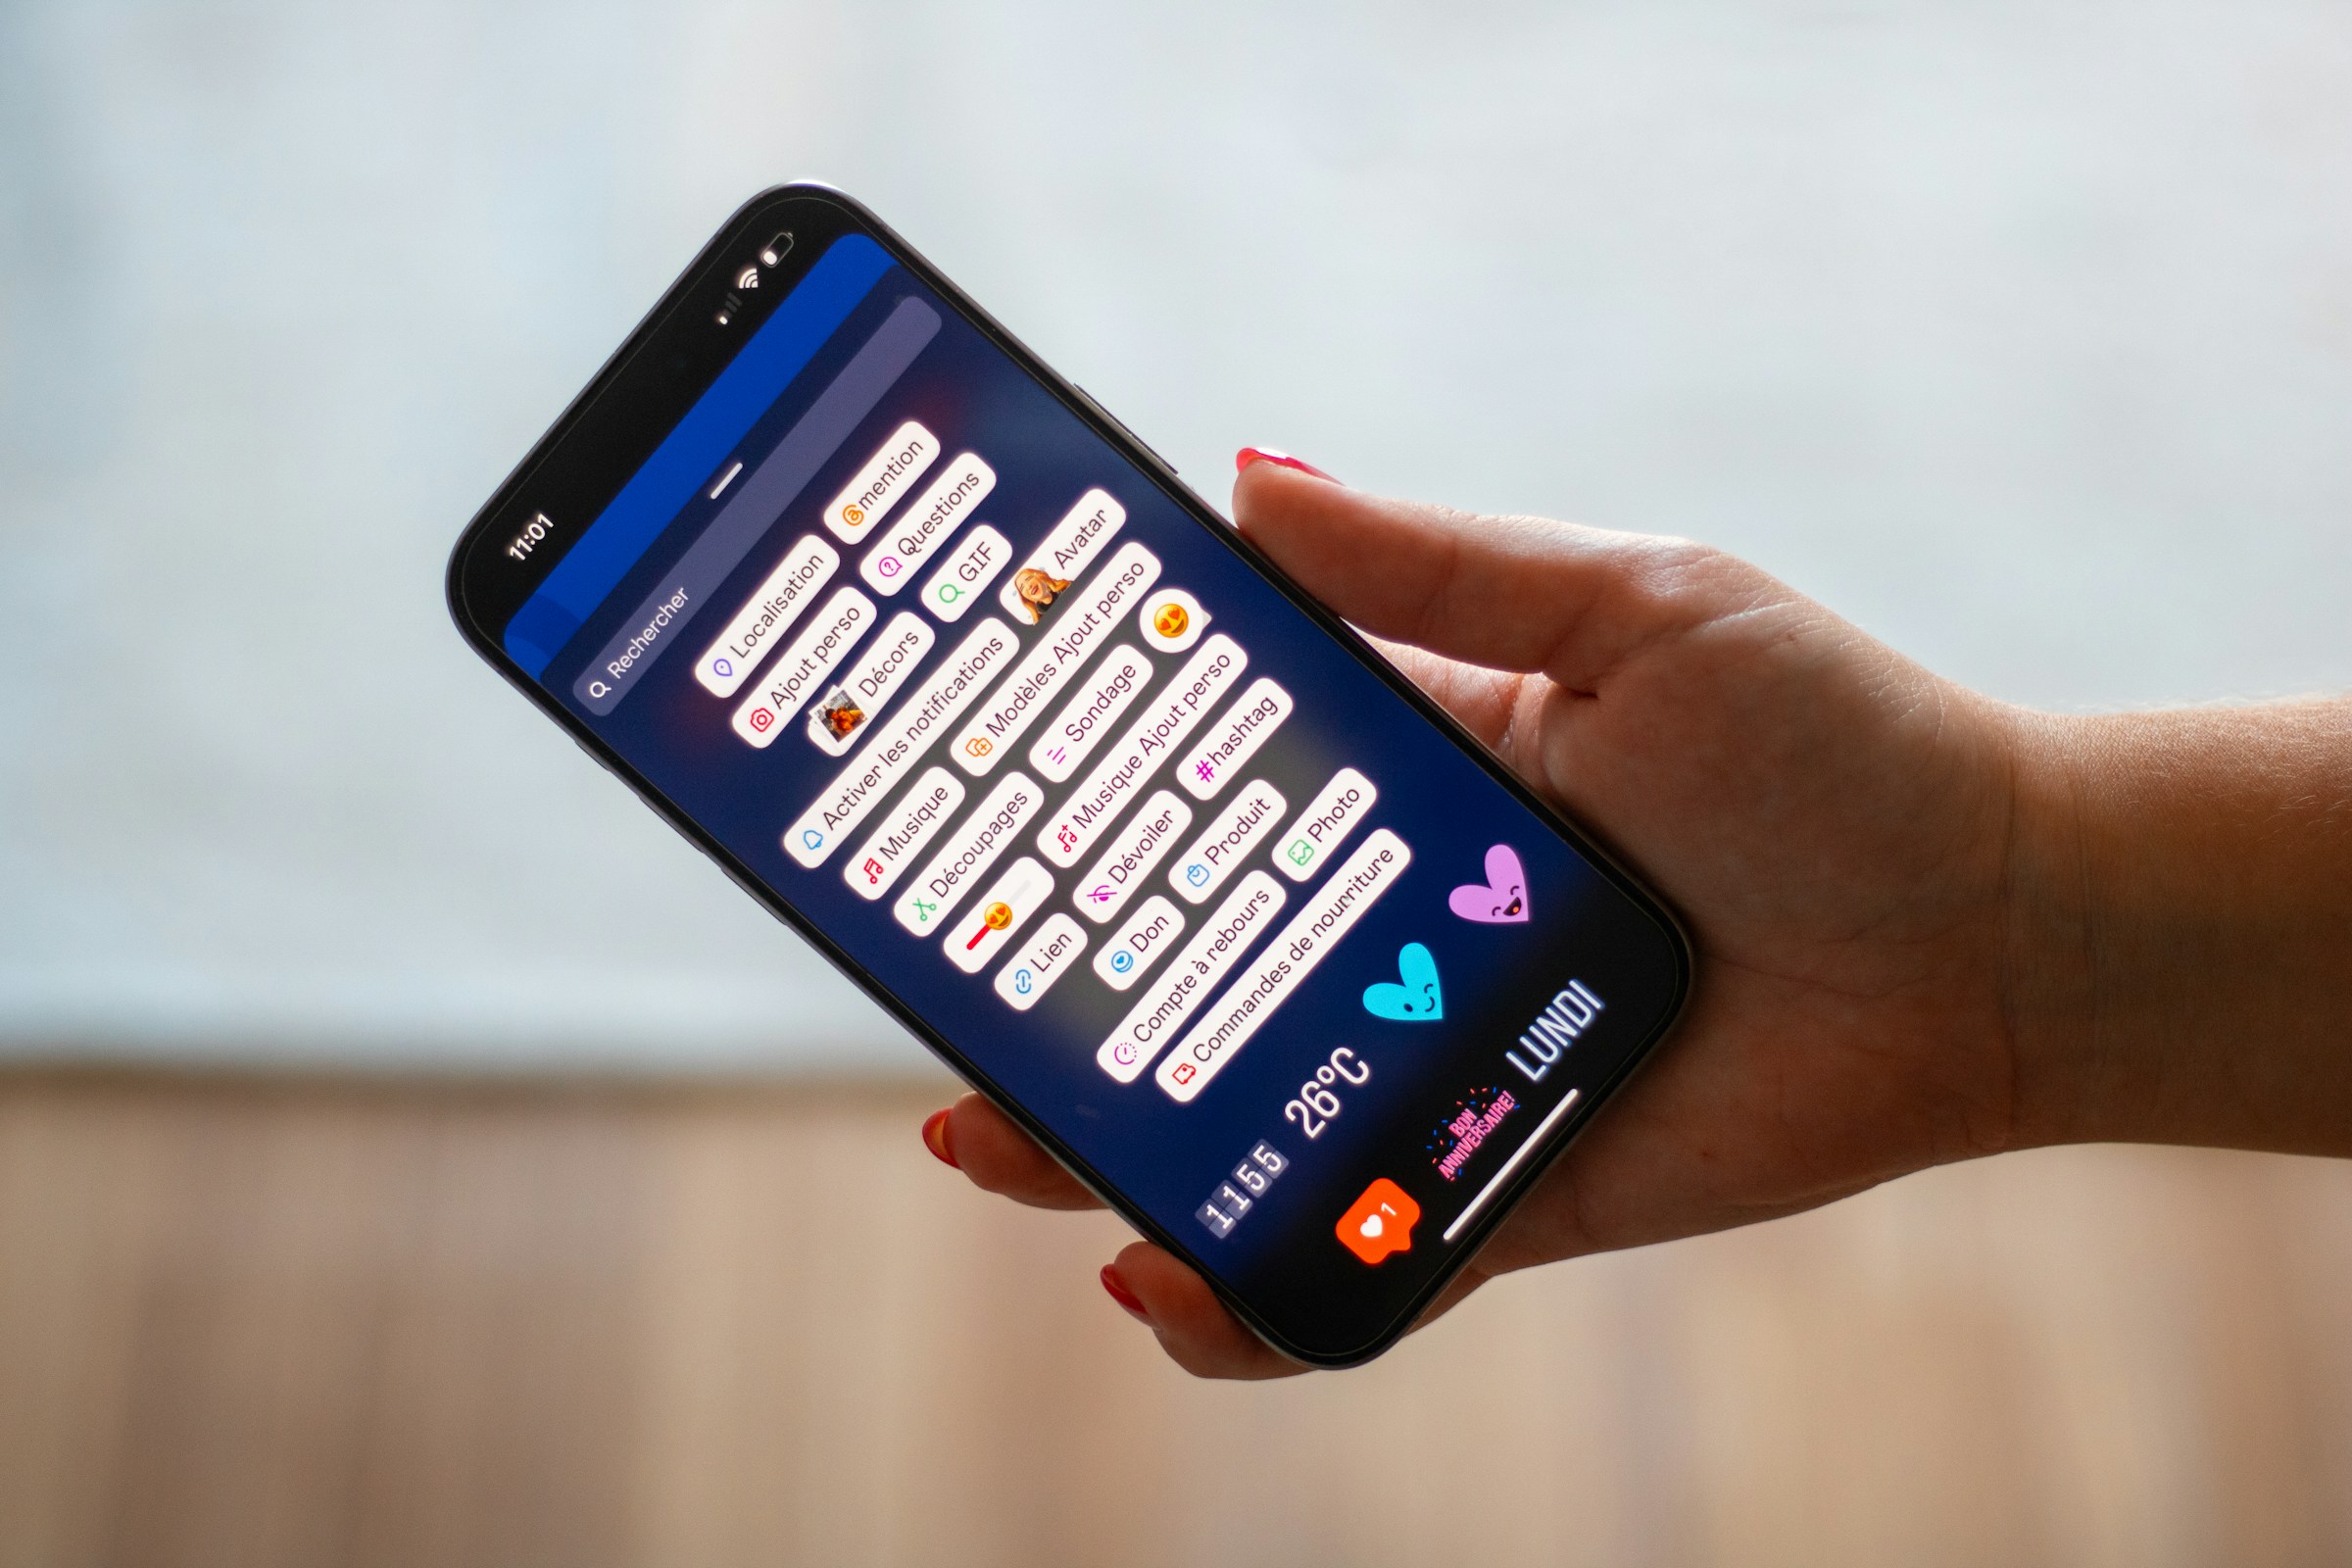 11:01
Rechercher
Localisation @mention
Ajout perso Questions
Décors GIF Avatar
Activer les notifications
Modèles Ajout perso
Musique
Découpages Sondage
Musique Ajout perso
Lien Dévoiler #hashtag
Don Produit Photo
Compte à rebours
Commandes de nourriture
1155 26°C
1 BON
ANNIVERSAIRE! LUNDI